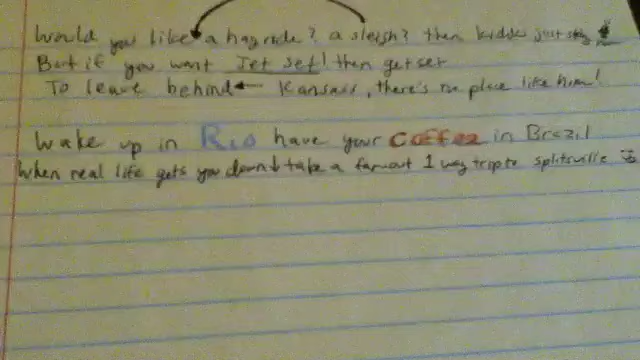 Would you like a hayride? a sleigh? then kiddo just stay
But if you want Jet set! then get set
To leave behind ← Kansas, there's no place like him!
Wake up in Rio have your coffee in Brazil
When real life gets you down ↓ take a far out 1 way trip to splitsville